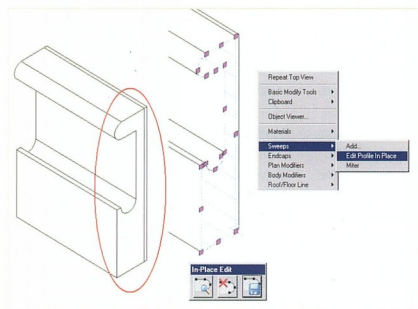 Repeat Top View
Basic Modify Tools
Clipboard
Object Viewer...
Materials
Sweeps
Endcaps
Plan Modifiers
Body Modifiers
Roof/Floor Line
Add...
Edit Profile In Place
Miter
In-Place Edit